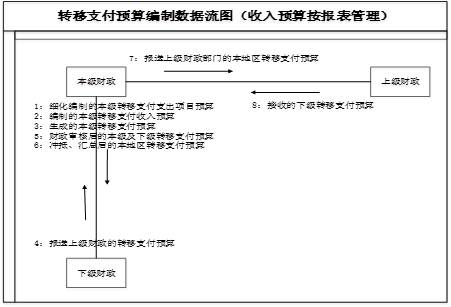 转移支付预算编制数据流图（收入预算按报表管理）
7：报送上级财政部门的本地区转移支付预算
本级财政
上级财政
8：接收的下级转移支付预算
1：细化编制的本级转移支付支出项目预算
2：编制的本级转移支付收入预算
3：生成的本级转移支付预算
5：财政审核后的本级及下级转移支付预算
6：冲抵、汇总后的本地区转移支付预算
4：报送上级财政的转移支付预算
下级财政